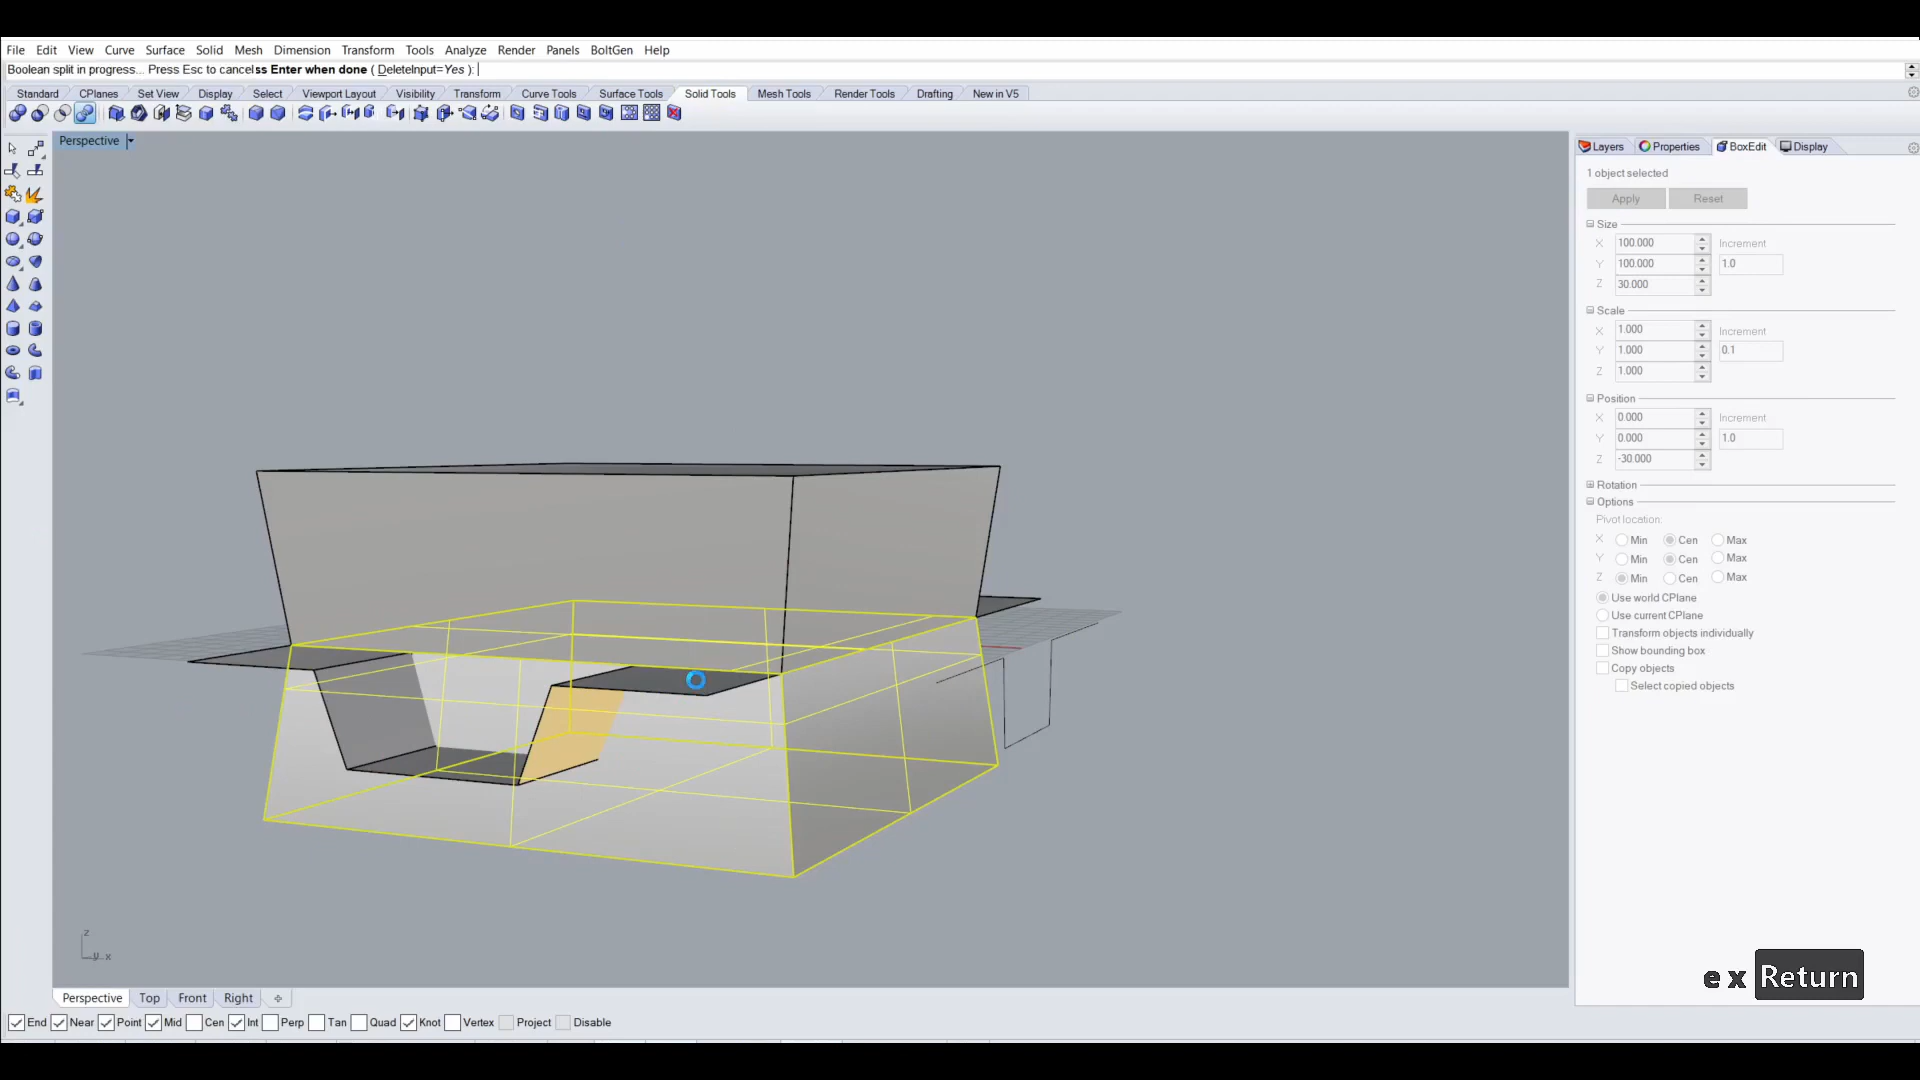 File Edit View Curve Surface Solid Mesh Dimension Transform Tools Analyze Render Panels BoltGen Help
Boolean split in progress... Press Esc to cancelss Enter when done ( DeleteInput=Yes ):
Standard CPlanes Set View Display Select Viewport Layout Visibility Transform Curve Tools Surface Tools Solid Tools Mesh Tools Render Tools Drafting New in V5
Perspective
Layers Properties BoxEdit Display
1 object selected
Apply Reset
Size
X 100.000 Increment
Y 100.000 1.0
Z 30.000
Scale
X 1.000 Increment
Y 1.000 0.1
Z 1.000
Position
X 0.000 Increment
Y 0.000 1.0
Z -30.000
Rotation
Options
Pivot location:
X Min Cen Max
Y Min Cen Max
Z Min Cen Max
Use world CPlane
Use current CPlane
Transform objects individually
Show bounding box
Copy objects
Select copied objects
z
y x
e x Return
Perspective Top Front Right
End Near Point Mid Cen Int Perp Tan Quad Knot Vertex Project Disable